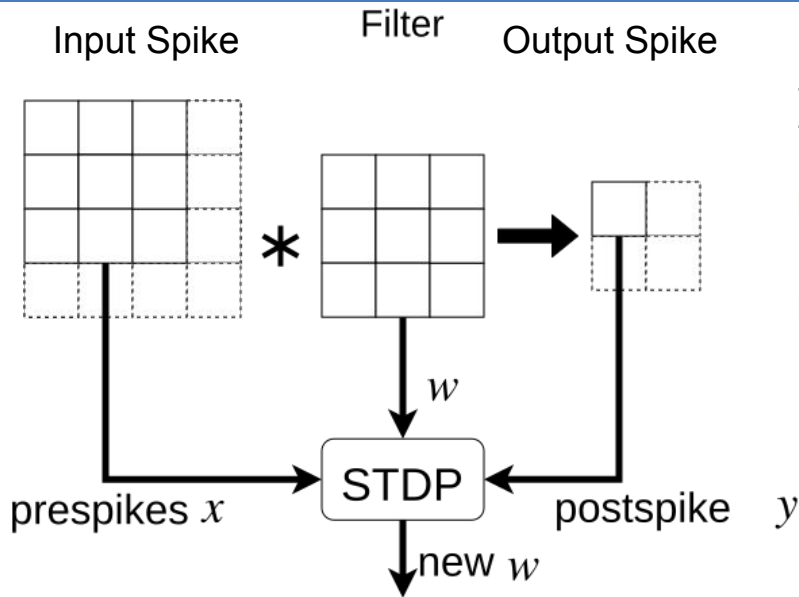 Input Spike
Filter
Output Spike
*
w
STDP
prespikes x
postspike y
new w